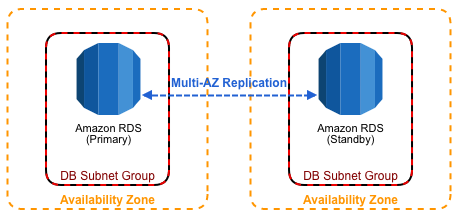 Multi-AZ Replication
Amazon RDS
(Primary)
Amazon RDS
(Standby)
DB Subnet Group
DB Subnet Group
Availability Zone
Availability Zone